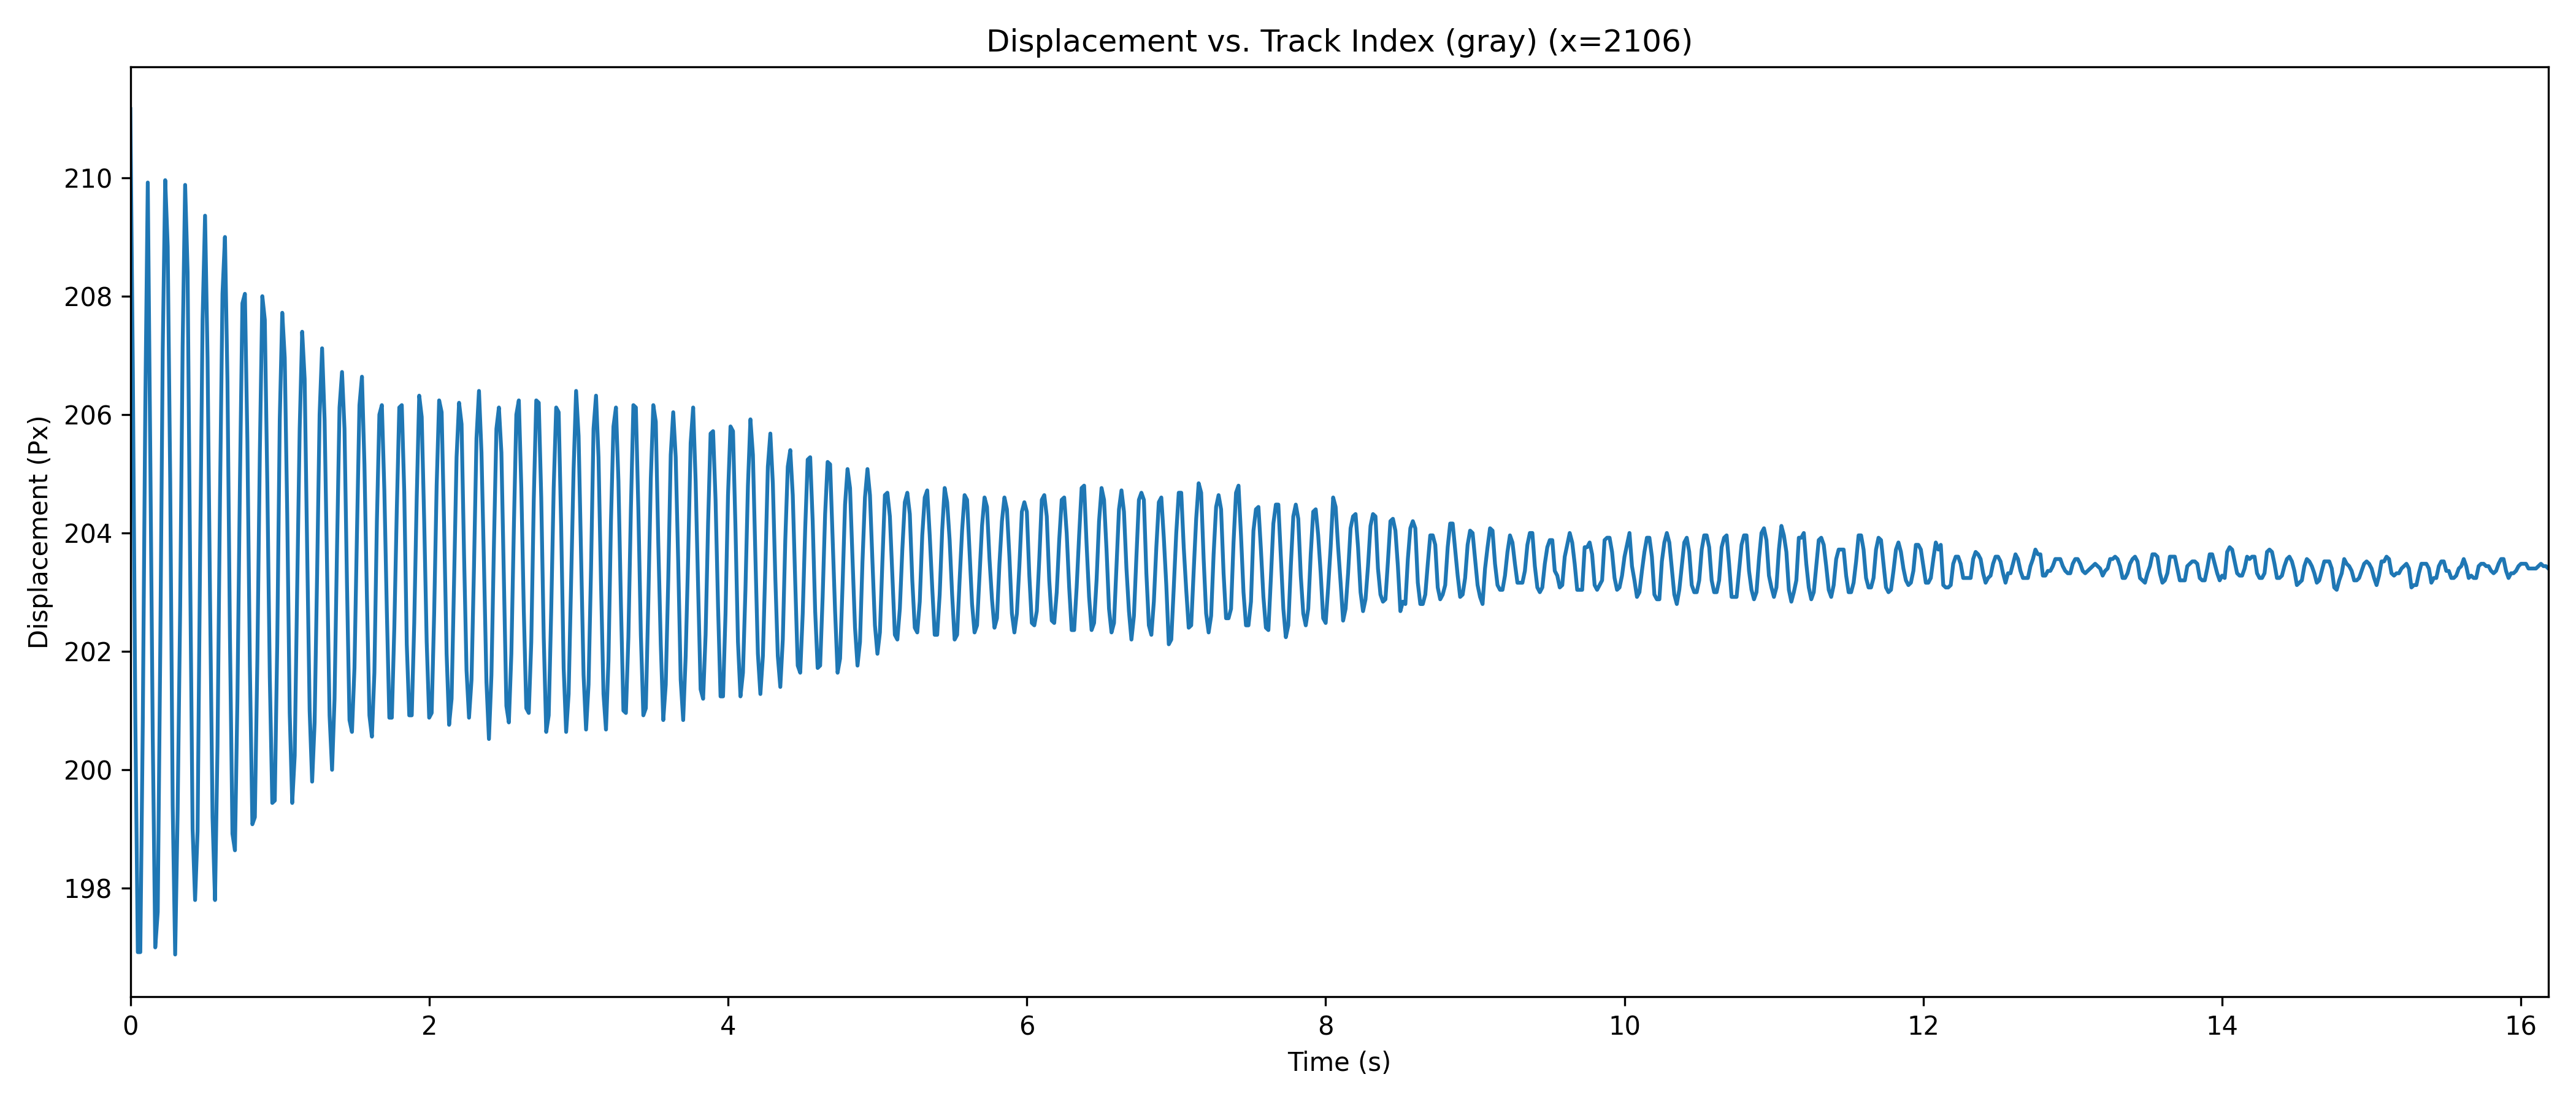 Displacement vs. Track Index (gray) (x=2106)
Displacement (Px)
210
208
206
204
202
200
198
0 2 4 6 8 10 12 14 16
Time (s)